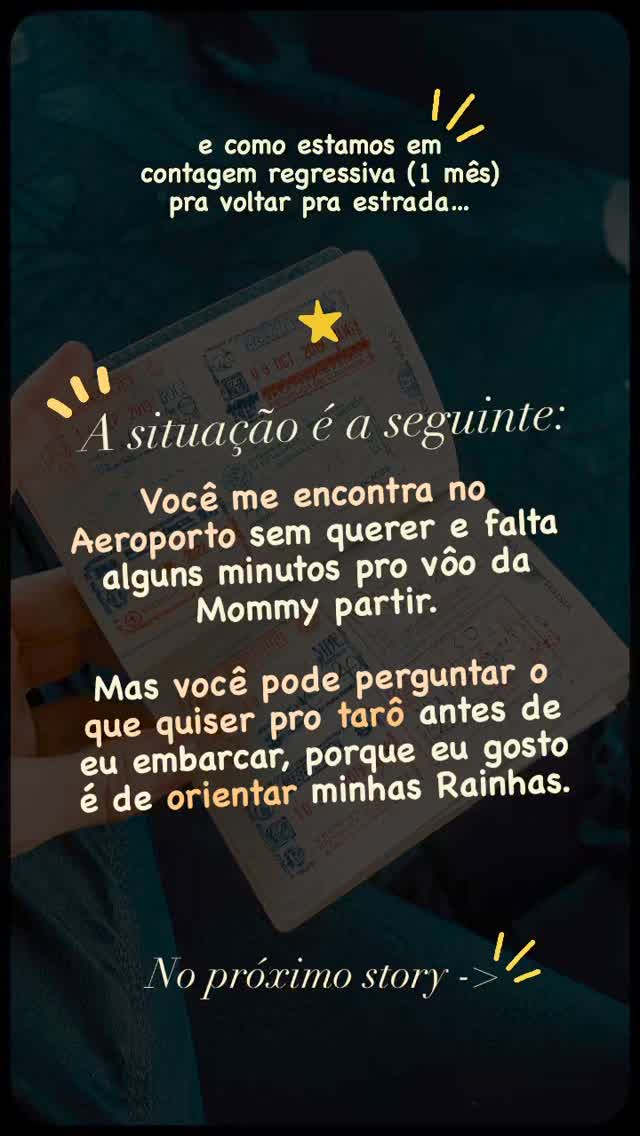 e como estamos em
contagem regressiva (1 mês)
pra voltar pra estrada...
A situação é a seguinte:
Você me encontra no
Aeroporto sem querer e falta
alguns minutos pro vôo da
Mommy partir.
Mas você pode perguntar o
que quiser pro tarô antes de
eu embarcar, porque eu gosto
é de orientar minhas Rainhas.
No próximo story ->